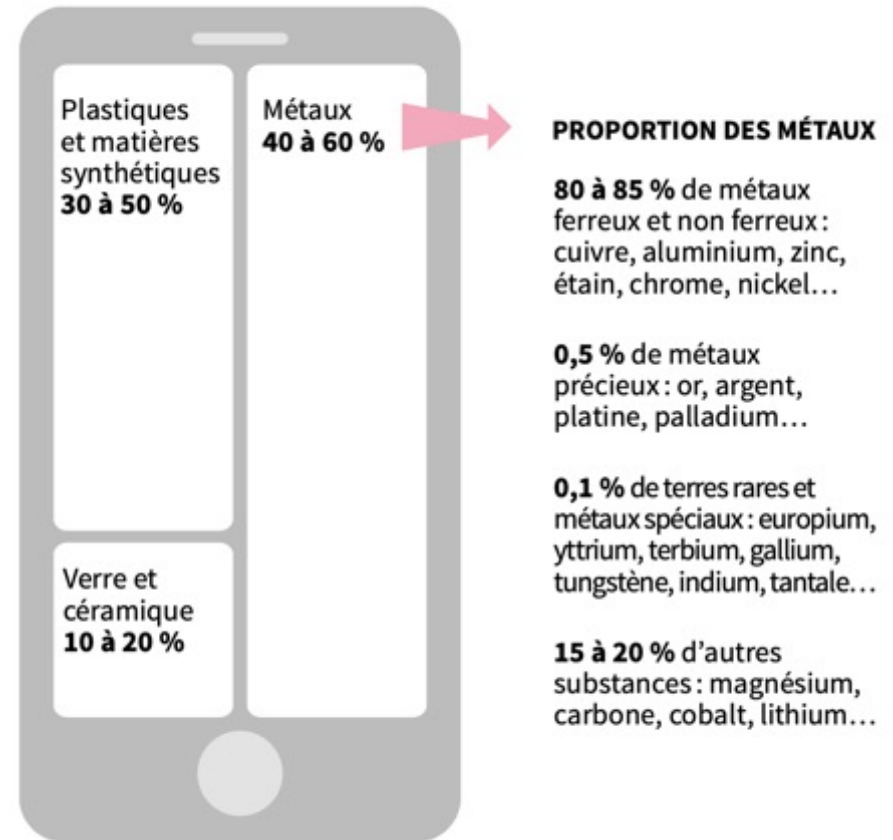 Plastiques
et matières
synthétiques
30 à 50 %
Verre et
céramique
10 à 20 %
Métaux
40 à 60 %
PROPORTION DES MÉTAUX
80 à 85 % de métaux
ferreux et non ferreux :
cuivre, aluminium, zinc,
étain, chrome, nickel…
0,5 % de métaux
précieux : or, argent,
platine, palladium…
0,1 % de terres rares et
métaux spéciaux : europium,
yttrium, terbium, gallium,
tungstène, indium, tantale…
15 à 20 % d’autres
substances : magnésium,
carbone, cobalt, lithium…